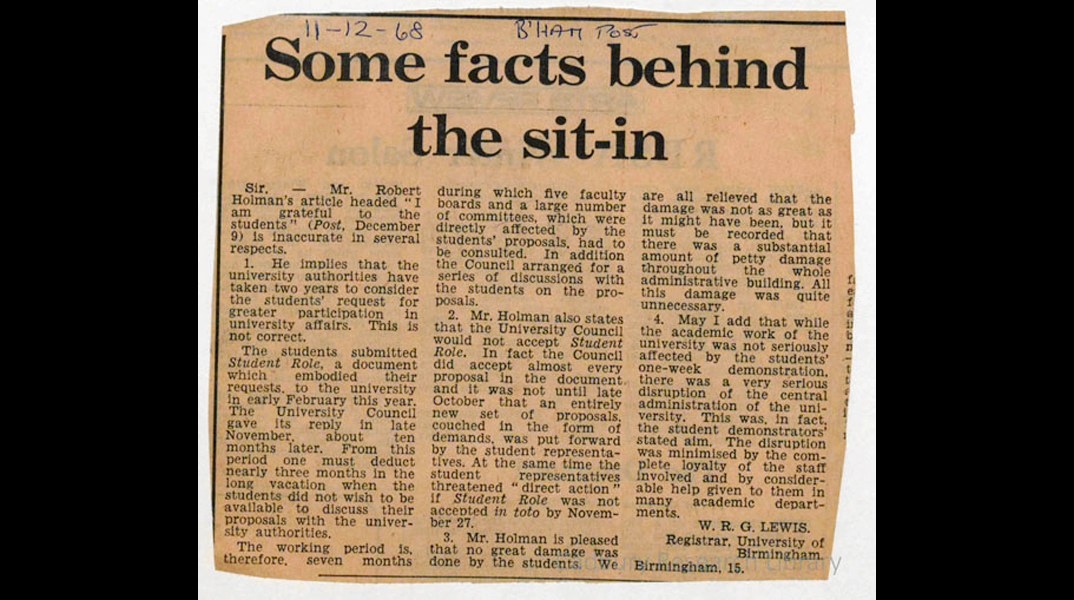 11-12-68 B'HAM POST
Some facts behind
the sit-in
Sir. — Mr. Robert
Holman's article headed "I
am grateful to the
students" (Post, December
9) is inaccurate in several
respects.
1. He implies that the
university authorities have
taken two years to consider
the students' request for
greater participation in
university affairs. This is
not correct.
The students submitted
Student Role, a document
which embodied their
requests, to the university
in early February this year.
The University Council
gave its reply in late
November, about ten
months later. From this
period one must deduct
nearly three months in the
long vacation when the
students did not wish to be
available to discuss their
proposals with the univer-
sity authorities.
The working period is,
therefore, seven months
during which five faculty
boards and a large number
of committees, which were
directly affected by the
students' proposals, had to
be consulted. In addition
the Council arranged for a
series of discussions with
the students on the pro-
posals.
2. Mr. Holman also states
that the University Council
would not accept Student
Role. In fact the Council
did accept almost every
proposal in the document
and it was not until late
October that an entirely
new set of proposals,
couched in the form of
demands, was put forward
by the student representa-
tives. At the same time the
student representatives
threatened "direct action"
if Student Role was not
accepted in toto by Novem-
ber 27.
3. Mr. Holman is pleased
that no great damage was
done by the students. We
are all relieved that the
damage was not as great as
it might have been, but it
must be recorded that
there was a substantial
amount of petty damage
throughout the whole
administrative building. All
this damage was quite
unnecessary.
4. May I add that while
the academic work of the
university was not seriously
affected by the students'
one-week demonstration,
there was a very serious
disruption of the central
administration of the uni-
versity. This was, in fact,
the student demonstrators'
stated aim. The disruption
was minimised by the com-
plete loyalty of the staff
involved and by consider-
able help given to them in
many academic depart-
ments.
W. R. G. LEWIS.
Registrar, University of
Birmingham.
Birmingham, 15.
Library